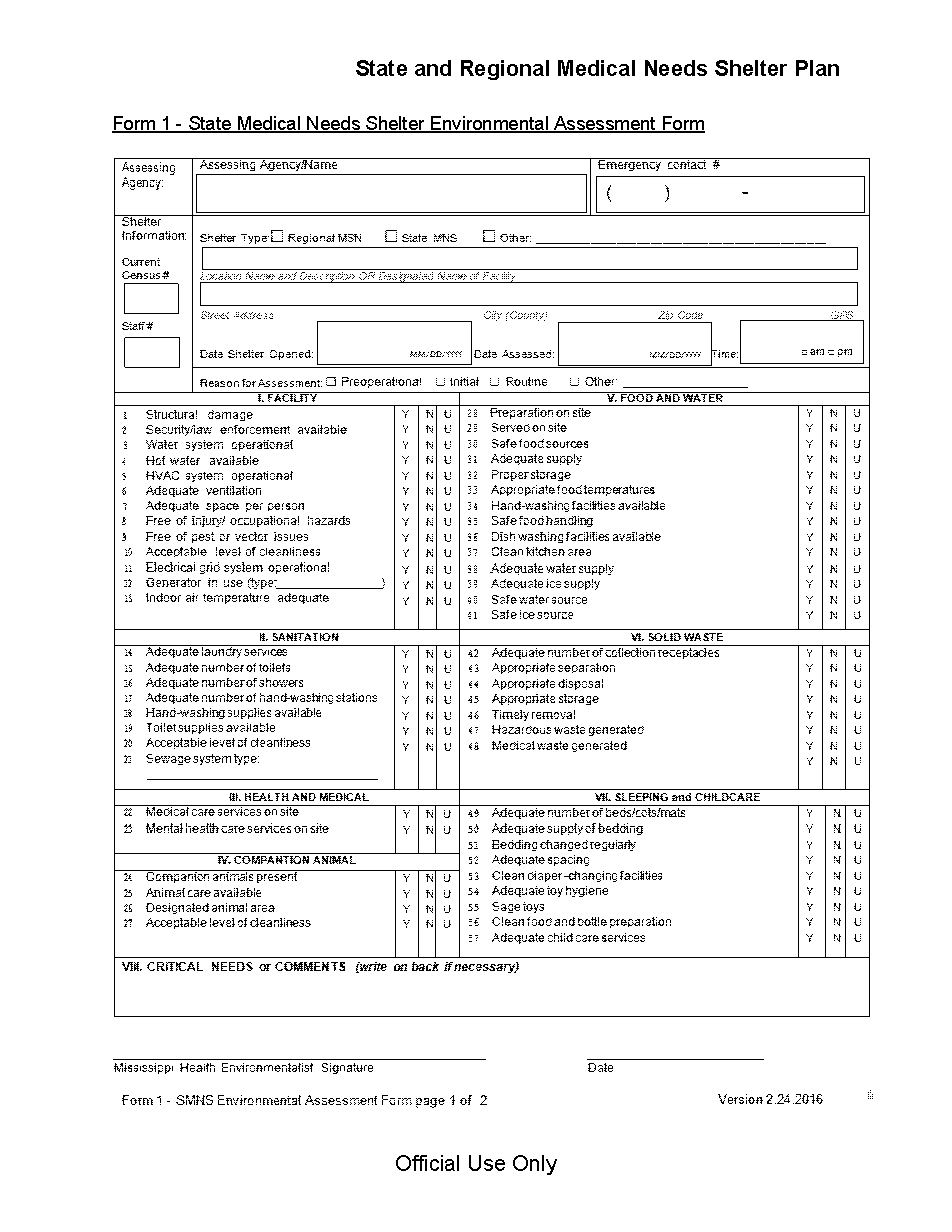 State and Regional Medical Needs Shelter Plan
Form 1 - State Medical Needs Shelter Environmental Assessment Form
Assessing Agency:
Assessing Agency/Name
Emergency contact #
( ) -
Shelter Information:
Shelter Type: ☐ Regional MSN ☐ State MNS ☐ Other: ____________________
Current Census #
Location Name and Description OR Designated Name of Facility
Street Address City (County) Zip Code GPS
Staff #
Date Shelter Opened: MM/DD/YYYY Date Assessed: MM/DD/YYYY Time: □ am □ pm
Reason for Assessment: ☐ Preoperational ☐ Initial ☐ Routine ☐ Other: ____________________
I. FACILITY
1 Structural damage Y N U
2 Security/law enforcement available Y N U
3 Water system operational Y N U
4 Hot water available Y N U
5 HVAC system operational Y N U
6 Adequate ventilation Y N U
7 Adequate space per person Y N U
8 Free of injury/ occupational hazards Y N U
9 Free of pest or vector issues Y N U
10 Acceptable level of cleanliness Y N U
11 Electrical grid system operational Y N U
12 Generator in use (type:____________________) Y N U
13 Indoor air temperature adequate Y N U
II. SANITATION
14 Adequate laundry services Y N U
15 Adequate number of toilets Y N U
16 Adequate number of showers Y N U
17 Adequate number of hand-washing stations Y N U
18 Hand-washing supplies available Y N U
19 Toilet supplies available Y N U
20 Acceptable level of cleanliness Y N U
21 Sewage system type:
____________________
III. HEALTH AND MEDICAL
22 Medical care services on site Y N U
23 Mental health care services on site Y N U
IV. COMPANTION ANIMAL
24 Companion animals present Y N U
25 Animal care available Y N U
26 Designated animal area Y N U
27 Acceptable level of cleanliness Y N U
V. FOOD AND WATER
28 Preparation on site Y N U
29 Served on site Y N U
30 Safe food sources Y N U
31 Adequate supply Y N U
32 Proper storage Y N U
33 Appropriate food temperatures Y N U
34 Hand-washing facilities available Y N U
35 Safe food handling Y N U
36 Dish washing facilities available Y N U
37 Clean kitchen area Y N U
38 Adequate water supply Y N U
39 Adequate ice supply Y N U
40 Safe water source Y N U
41 Safe ice source Y N U
VI. SOLID WASTE
42 Adequate number of collection receptacles Y N U
43 Appropriate separation Y N U
44 Appropriate disposal Y N U
45 Appropriate storage Y N U
46 Timely removal Y N U
47 Hazardous waste generated Y N U
48 Medical waste generated Y N U
Y N U
VII. SLEEPING and CHILDCARE
49 Adequate number of beds/cots/mats Y N U
50 Adequate supply of bedding Y N U
51 Bedding changed regularly Y N U
52 Adequate spacing Y N U
53 Clean diaper-changing facilities Y N U
54 Adequate toy hygiene Y N U
55 Sage toys Y N U
56 Clean food and bottle preparation Y N U
57 Adequate child care services Y N U
VIII. CRITICAL NEEDS or COMMENTS (write on back if necessary)
Mississippi Health Environmentalist Signature Date
Form 1 - SMNS Environmental Assessment Form page 1 of 2 Version 2.24.2016
Official Use Only